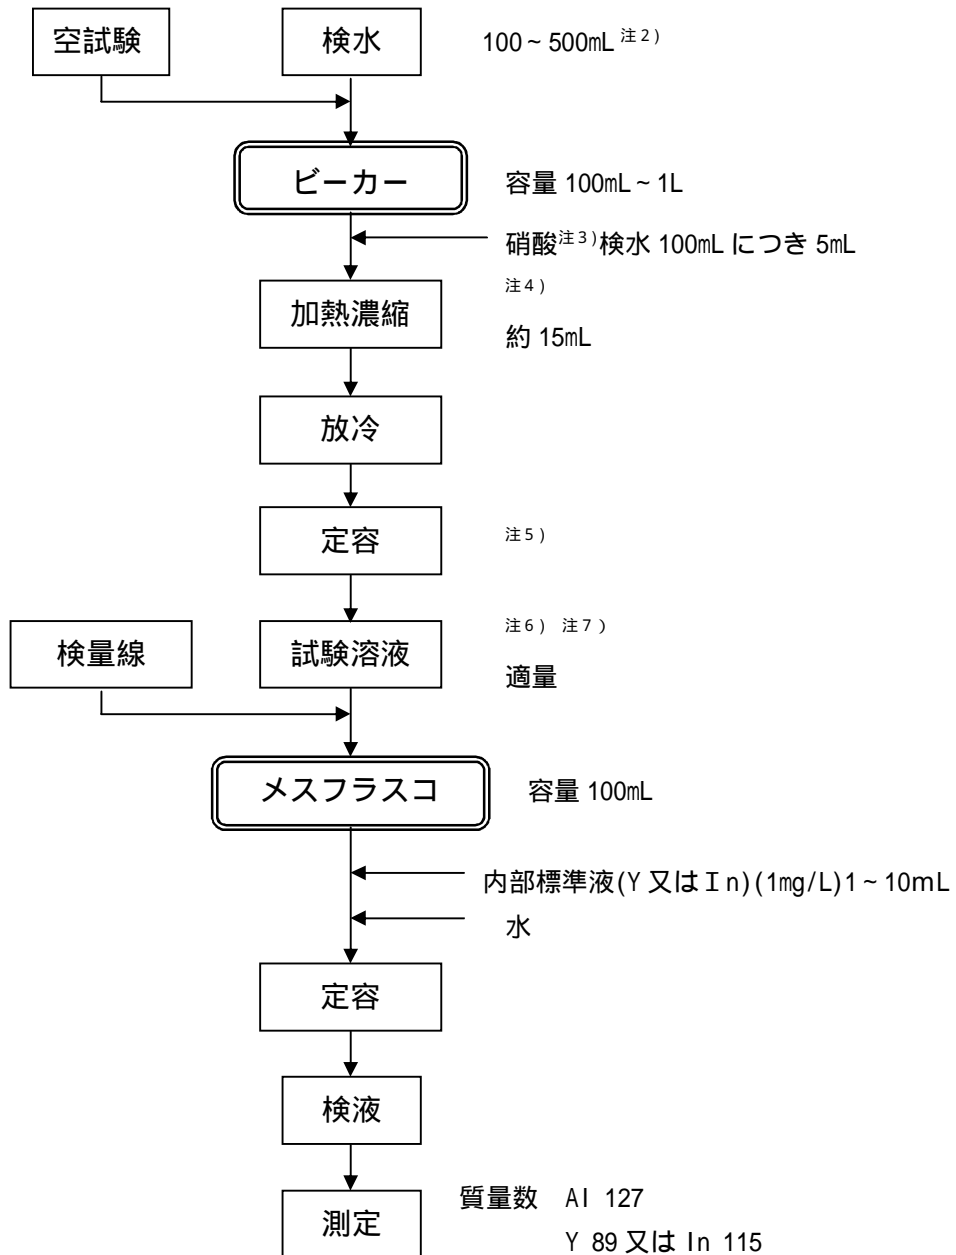 空試験
検水
100~500mL 注2)
ビーカー
容量 100mL~1L
硝酸注3)検水 100mL につき 5mL
注4)
加熱濃縮
約 15mL
放冷
定容
注5)
検量線
試験溶液
注6) 注7)
適量
メスフラスコ
容量 100mL
内部標準液(Y 又は In)(1mg/L)1~10mL
水
定容
検液
測定
質量数 Al 127
Y 89 又は In 115